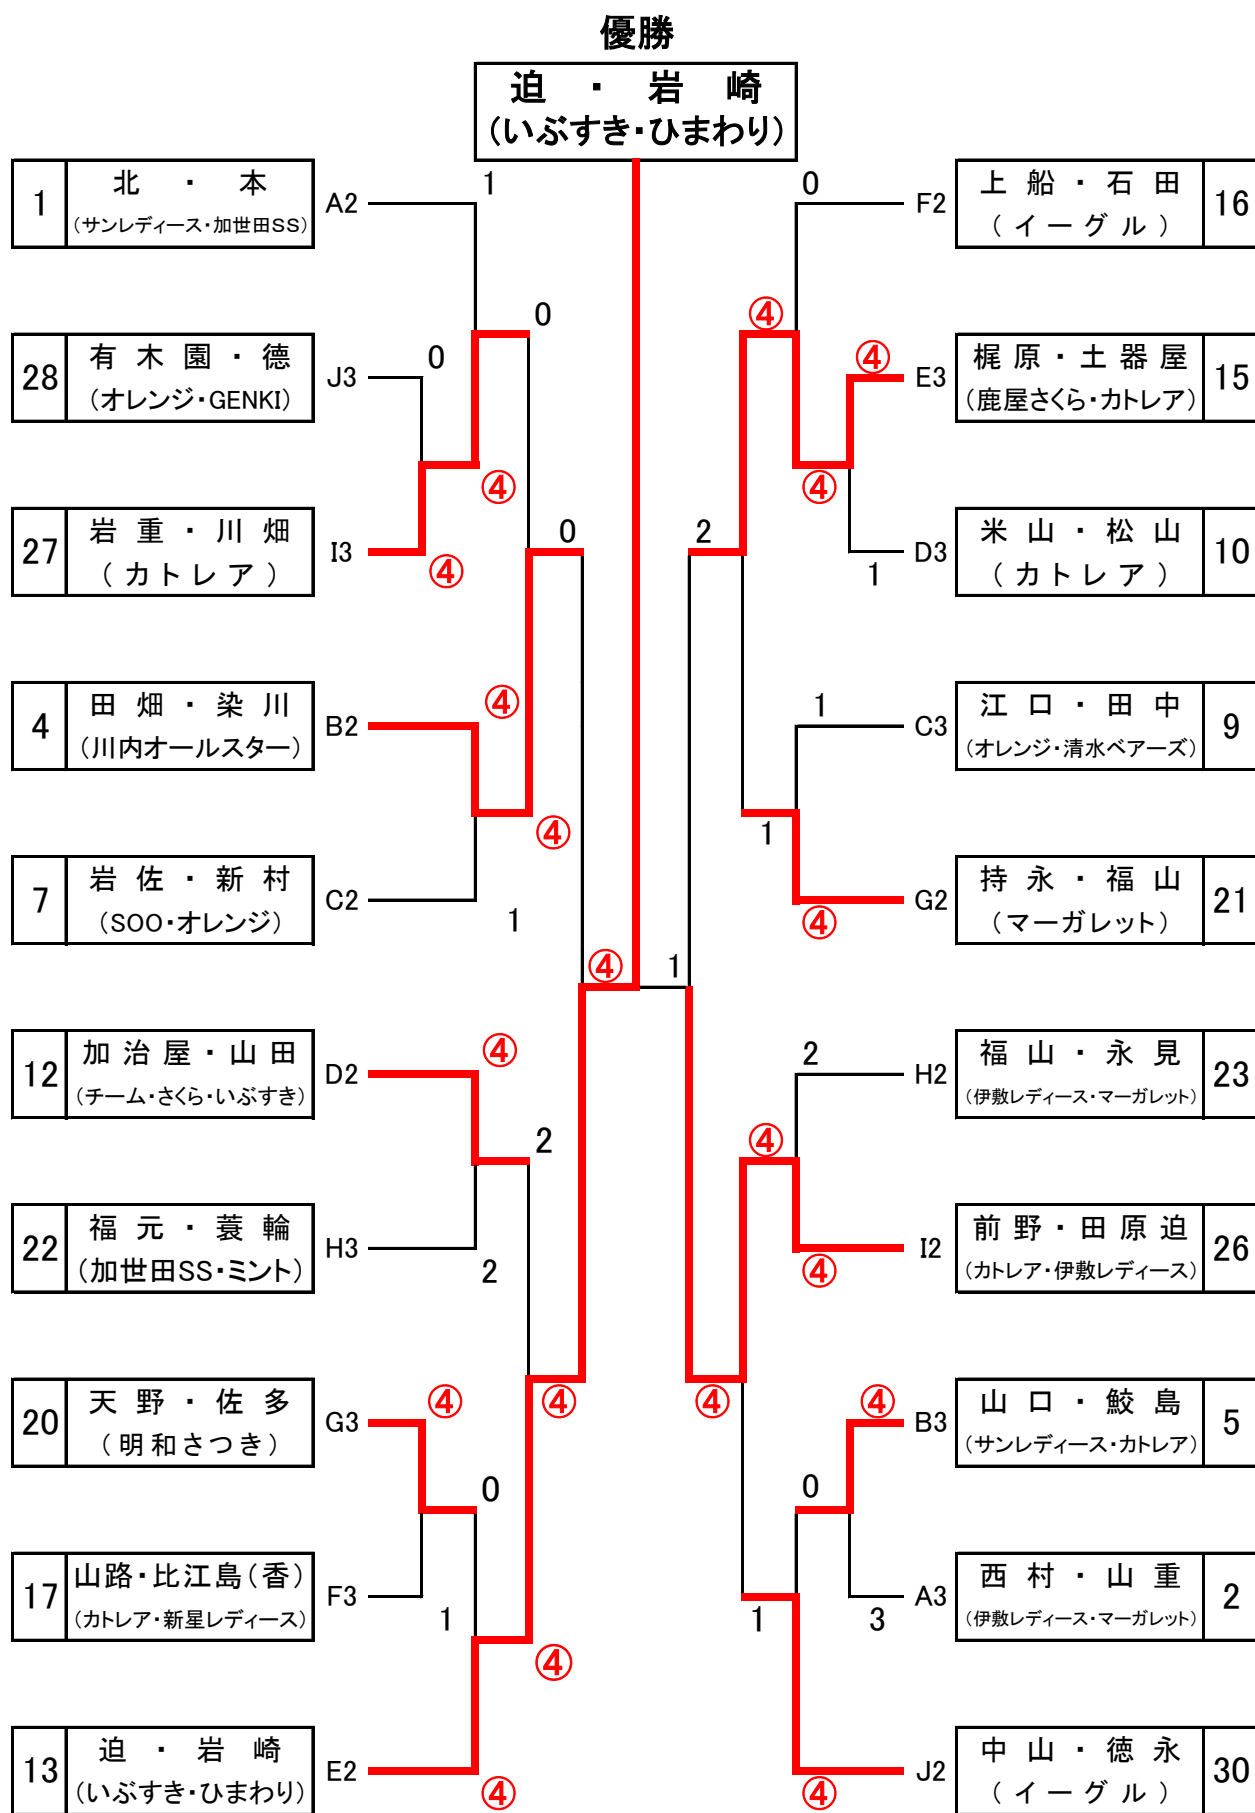 優勝
迫 ・ 岩 崎
(いぶすき・ひまわり)
1 北 ・ 本 A2
(サンレディース・加世田SS)
1
28 有 木 園 ・ 德 J3
(オレンジ・GENKI)
0
0
27 岩 重 ・ 川 畑 I3
( カ ト レ ア )
④
④
0
4 田 畑 ・ 染 川 B2
(川内オールスター)
④
④
7 岩 佐 ・ 新 村 C2
(SOO・オレンジ)
1
④
12 加 治 屋 ・ 山 田 D2
(チーム・さくら・いぶすき)
④
2
22 福 元 ・ 蓑 輪 H3
(加世田SS・ミント)
2
20 天 野 ・ 佐 多 G3
( 明 和 さ つ き )
④
④
0
17 山路・比江島(香) F3
(カトレア・新星レディース)
1
④
13 迫 ・ 岩 崎 E2
(いぶすき・ひまわり)
④
0
F2 上 船 ・ 石 田 16
( イ ー グ ル )
④
④
E3 梶 原 ・ 土 器 屋 15
(鹿屋さくら・カトレア)
④
2
D3 米 山 ・ 松 山 10
( カ ト レ ア )
1
1
C3 江 口 ・ 田 中 9
(オレンジ・清水ベアーズ)
1
G2 持 永 ・ 福 山 21
(マーガレット)
④
1
2
H2 福 山 ・ 永 見 23
(伊敷レディース・マーガレット)
④
I2 前 野 ・ 田 原 迫 26
(カトレア・伊敷レディース)
④
④
④
B3 山 口 ・ 鮫 島 5
(サンレディース・カトレア)
0
A3 西 村 ・ 山 重 2
(伊敷レディース・マーガレット)
1
3
J2 中 山 ・ 徳 永 30
( イ ー グ ル )
④